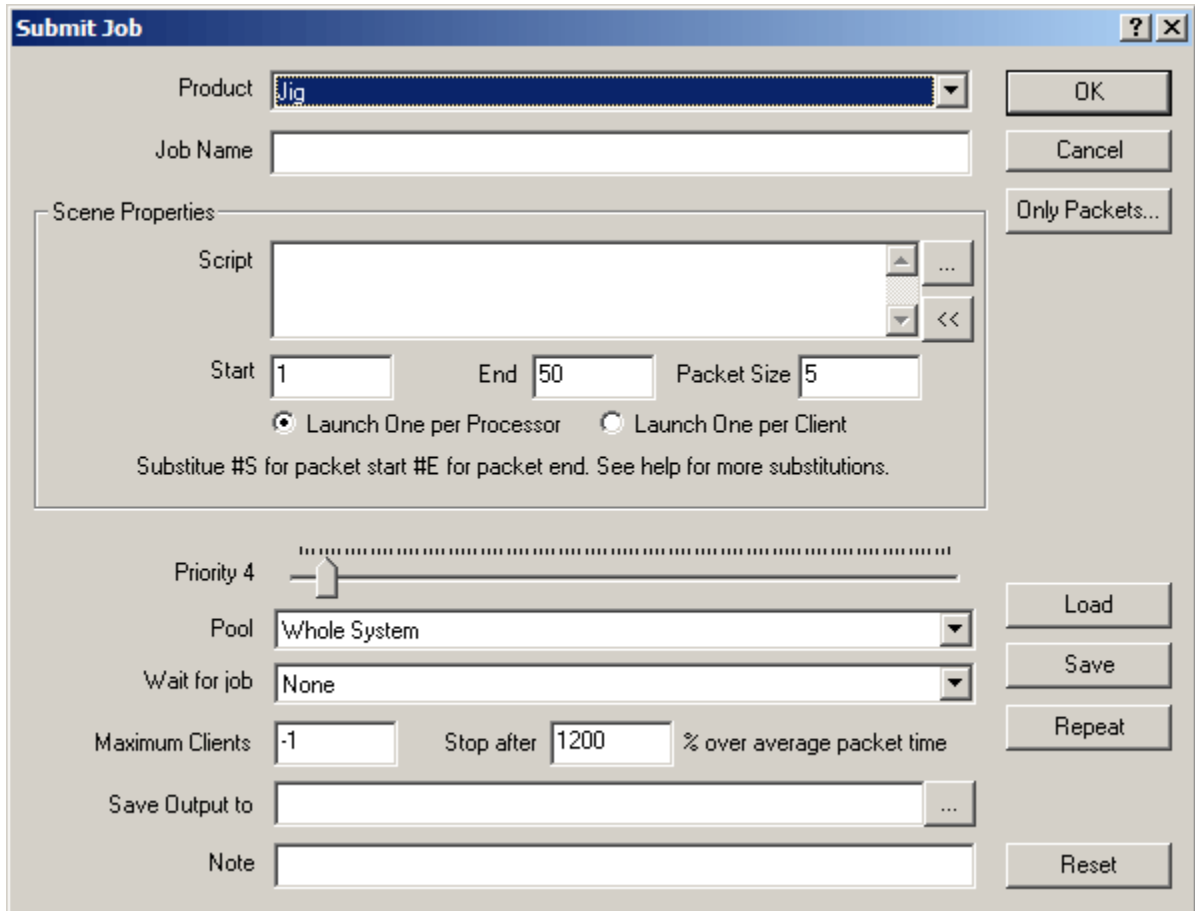 Submit Job
Product Jig OK
Job Name Cancel
Scene Properties Only Packets...
Script ...
<<
Start 1 End 50 Packet Size 5
Launch One per Processor Launch One per Client
Substitue #S for packet start #E for packet end. See help for more substitutions.
Priority 4
Load
Pool Whole System
Wait for job None Save
Maximum Clients -1 Stop after 1200 % over average packet time Repeat
Save Output to ...
Note Reset